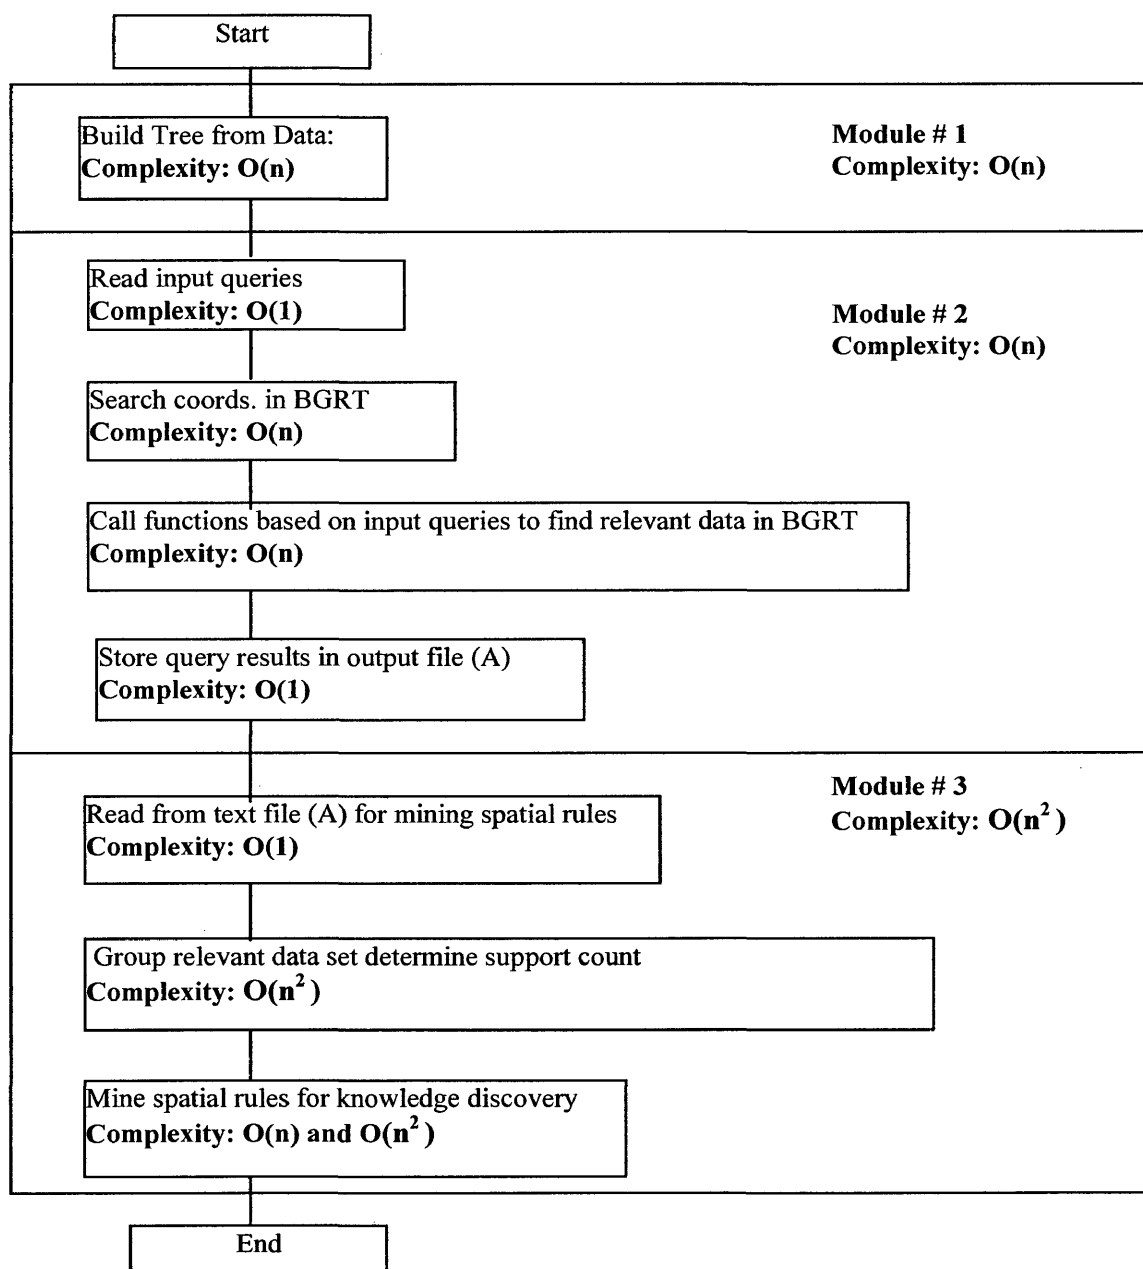 Start
Build Tree from Data:
Complexity: O(n)
Module # 1
Complexity: O(n)
Read input queries
Complexity: O(1)
Module # 2
Complexity: O(n)
Search coords. in BGRT
Complexity: O(n)
Call functions based on input queries to find relevant data in BGRT
Complexity: O(n)
Store query results in output file (A)
Complexity: O(1)
Module # 3
Complexity: O(n²)
Read from text file (A) for mining spatial rules
Complexity: O(1)
Group relevant data set determine support count
Complexity: O(n²)
Mine spatial rules for knowledge discovery
Complexity: O(n) and O(n²)
End